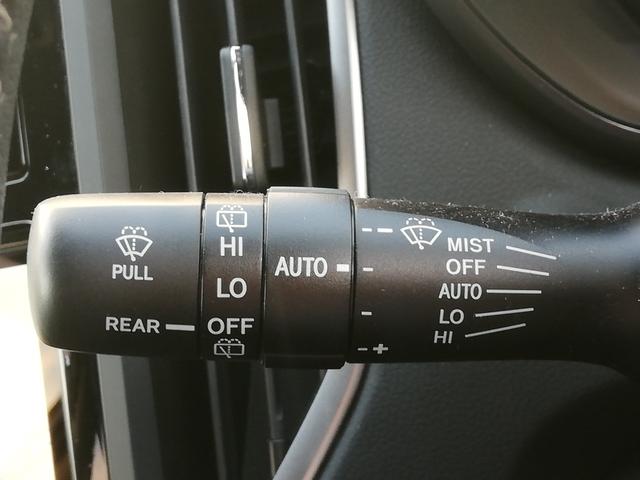 PULL
REAR
HI
LO
OFF
AUTO
- +
MIST
OFF
AUTO
LO
HI